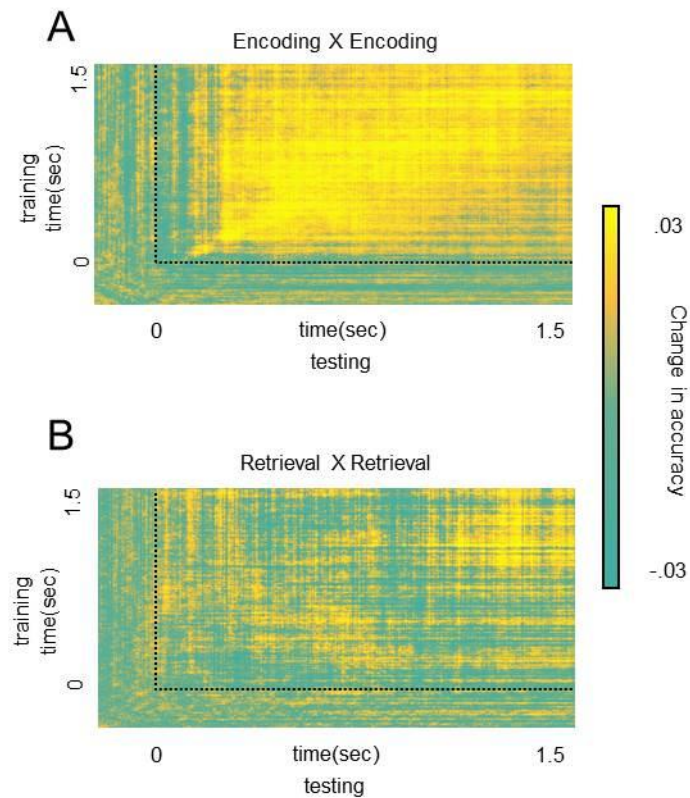 A
Encoding X Encoding
1.5
training
time(sec)
0
0
time(sec)
1.5
testing
.03
Change in accuracy
-.03
B
Retrieval X Retrieval
1.5
training
time(sec)
0
0
time(sec)
1.5
testing